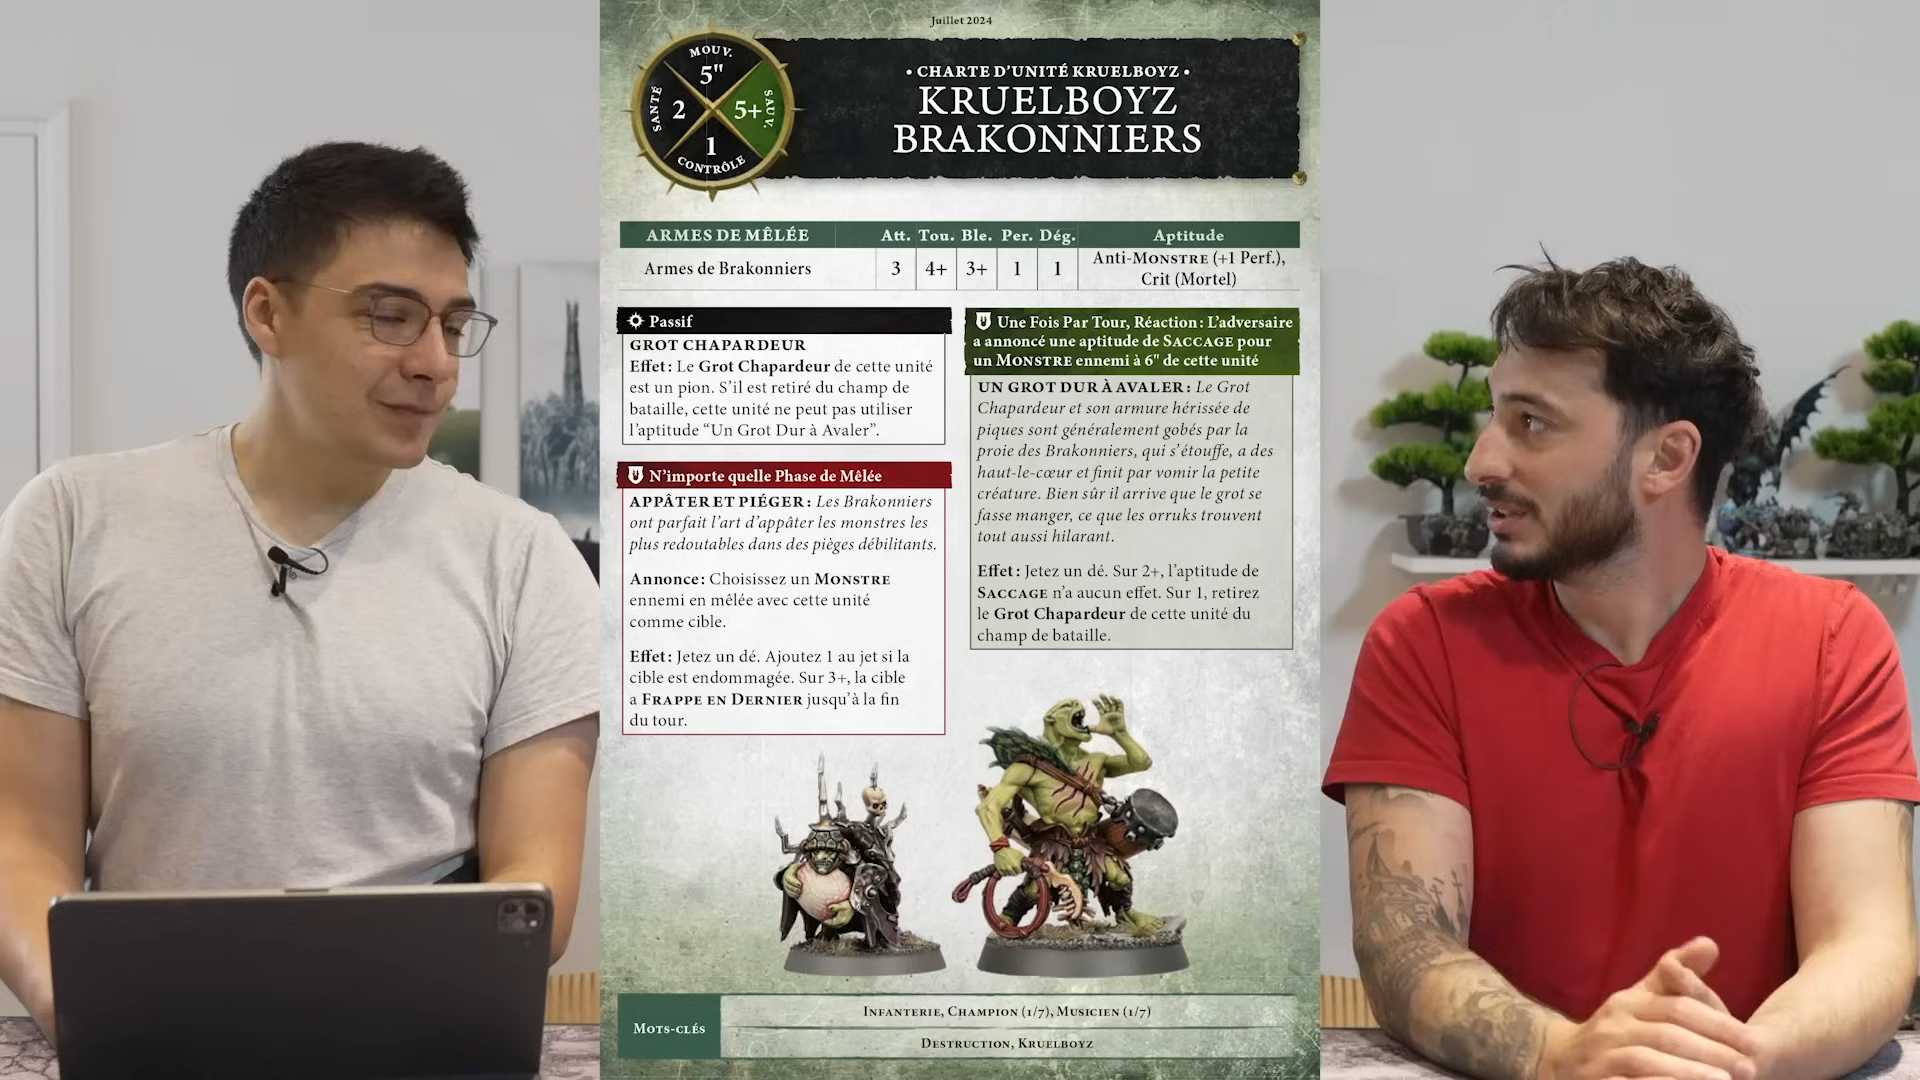 Juillet 2024
MOUV.
5"
SANTÉ
2
5+
SAUV.
1
CONTRÔLE
• CHARTE D'UNITÉ KRUELBOYZ •
KRUELBOYZ
BRAKONNIERS
ARMES DE MÊLÉE Att. Tou. Ble. Per. Dég. Aptitude
Armes de Brakonniers 3 4+ 3+ 1 1 Anti-MONSTRE (+1 Perf.),
Crit (Mortel)
Passif
GROT CHAPARDEUR
Effet : Le Grot Chapardeur de cette unité
est un pion. S'il est retiré du champ de
bataille, cette unité ne peut pas utiliser
l'aptitude “Un Grot Dur à Avaler”.
N'importe quelle Phase de Mêlée
APPÂTER ET PIÉGER : Les Brakonniers
ont parfait l'art d'appâter les monstres les
plus redoutables dans des pièges débilitants.
Annonce : Choisissez un MONSTRE
ennemi en mêlée avec cette unité
comme cible.
Effet : Jetez un dé. Ajoutez 1 au jet si la
cible est endommagée. Sur 3+, la cible
a FRAPPE EN DERNIER jusqu'à la fin
du tour.
Une Fois Par Tour, Réaction : L'adversaire
a annoncé une aptitude de SACCAGE pour
un MONSTRE ennemi à 6" de cette unité
UN GROT DUR À AVALER : Le Grot
Chapardeur et son armure hérissée de
piques sont généralement gobés par la
proie des Brakonniers, qui s'étouffe, a des
haut-le-cœur et finit par vomir la petite
créature. Bien sûr il arrive que le grot se
fasse manger, ce que les orruks trouvent
tout aussi hilarant.
Effet : Jetez un dé. Sur 2+, l'aptitude de
SACCAGE n'a aucun effet. Sur 1, retirez
le Grot Chapardeur de cette unité du
champ de bataille.
MOTS-CLÉS
INFANTERIE, CHAMPION (1/7), MUSICIEN (1/7)
DESTRUCTION, KRUELBOYZ